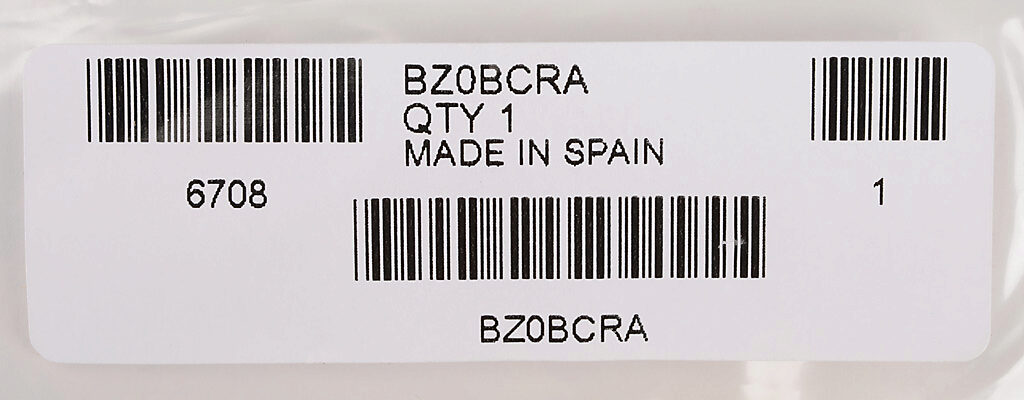 BZ0BCRA
QTY 1
MADE IN SPAIN
6708
1
BZ0BCRA